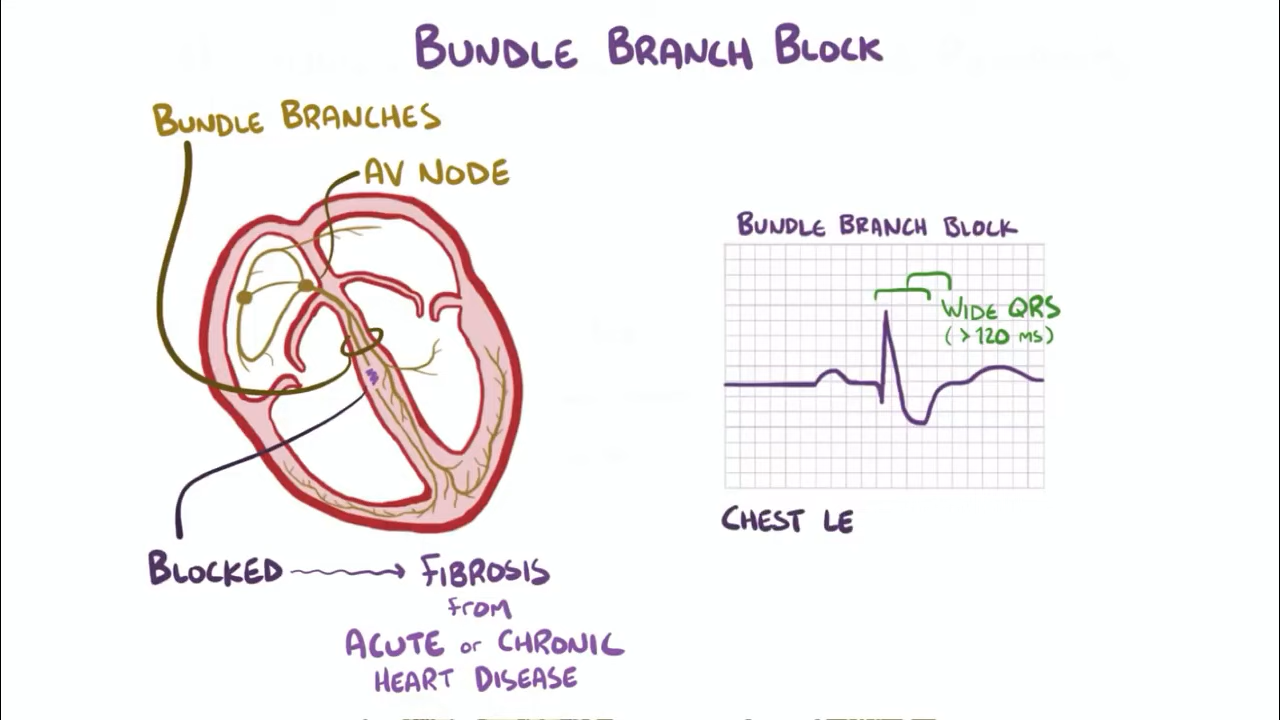 BUNDLE BRANCH BLOCK
BUNDLE BRANCHES
AV NODE
BLOCKED
FIBROSIS
from
ACUTE or CHRONIC
HEART DISEASE
BUNDLE BRANCH BLOCK
WIDE QRS
(>120 ms)
CHEST LE